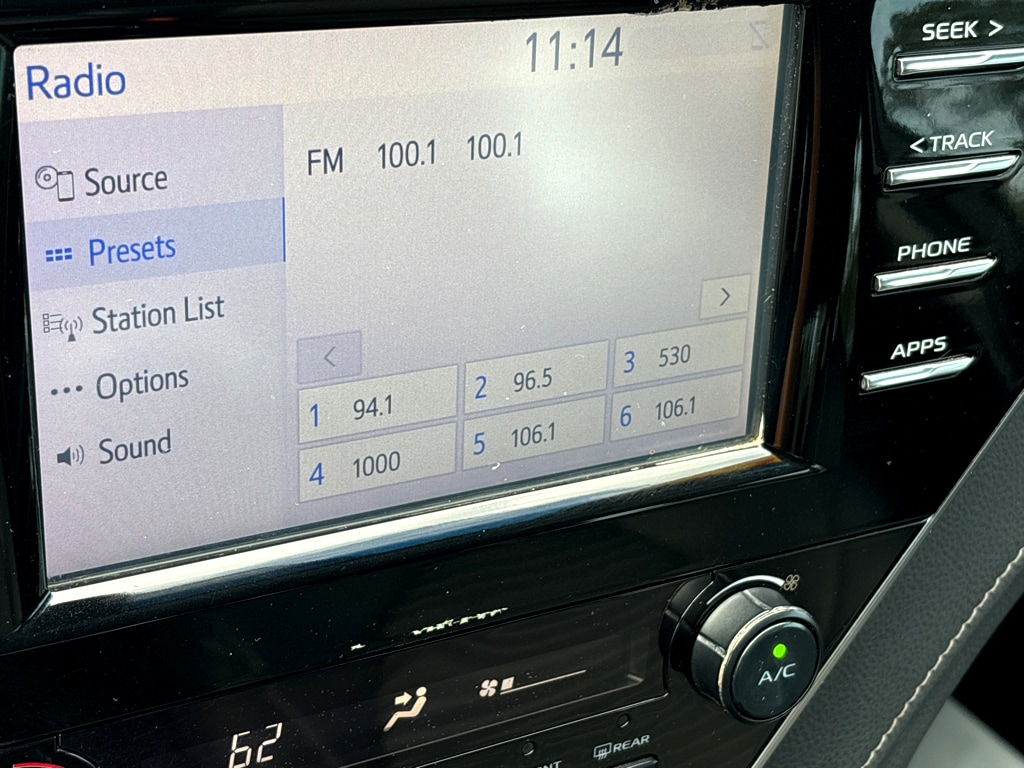 Radio
11:14
Source
Presets
Station List
Options
Sound
FM 100.1 100.1
<
>
1 94.1
2 96.5
3 530
4 1000
5 106.1
6 106.1
SEEK >
< TRACK
PHONE
APPS
A/C
62
REAR